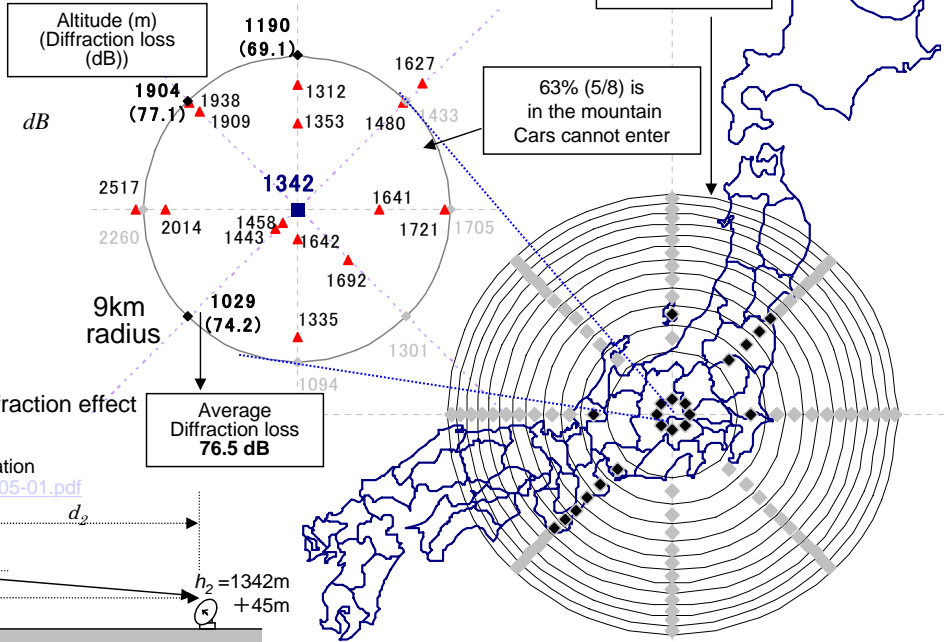 Altitude (m)
(Diffraction loss
(dB))
1190
(69.1)
1627
1904
(77.1)
1938
1909
1312
1353
1480
1433
63% (5/8) is
in the mountain
Cars cannot enter
dB
1342
2517
2014
2260
1458
1443
1642
1641
1721
1705
1692
9km
radius
1029
(74.2)
1335
1301
1094
fraction effect
Average
Diffraction loss
76.5 dB
ation
05-01.pdf
d2
h2 =1342m
+45m